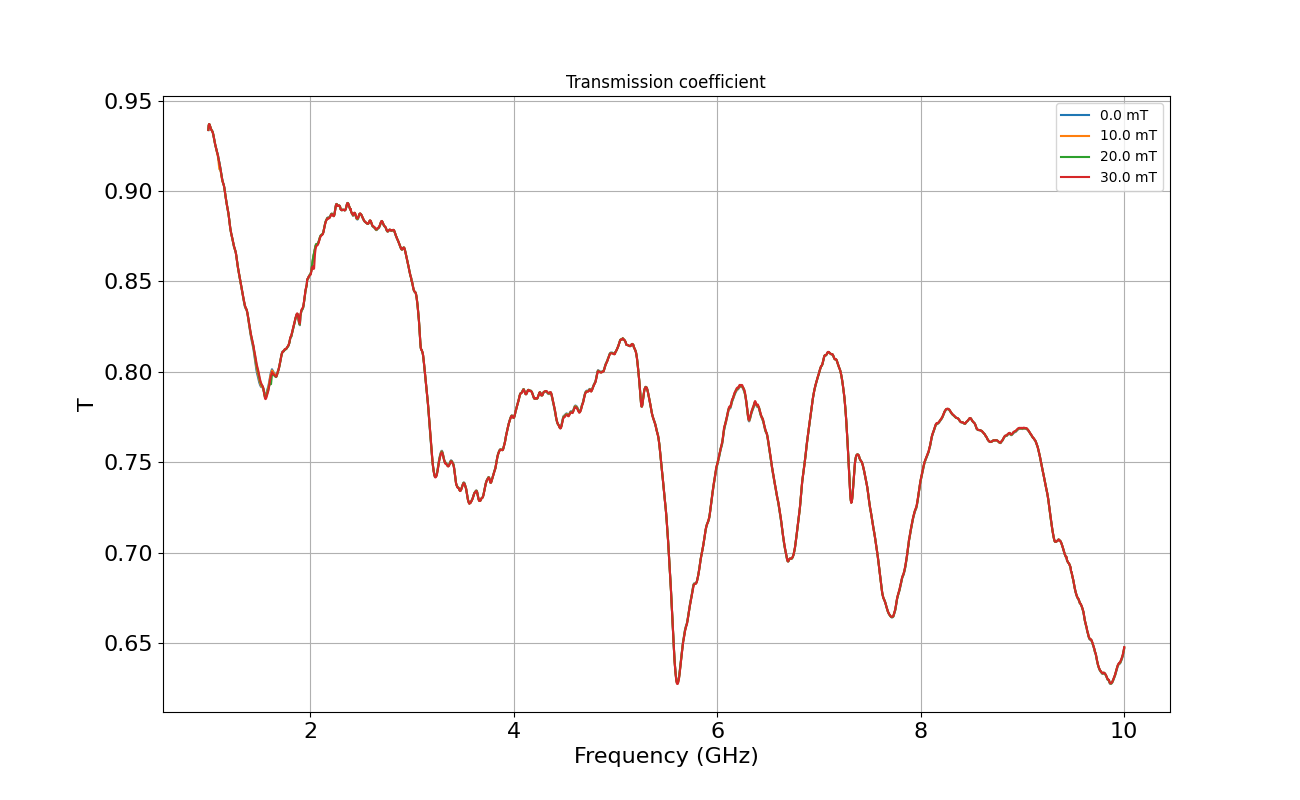 Transmission coefficient
0.95
0.90
0.85
0.80
0.75
0.70
0.65
T
0.0 mT
10.0 mT
20.0 mT
30.0 mT
2 4 6 8 10
Frequency (GHz)